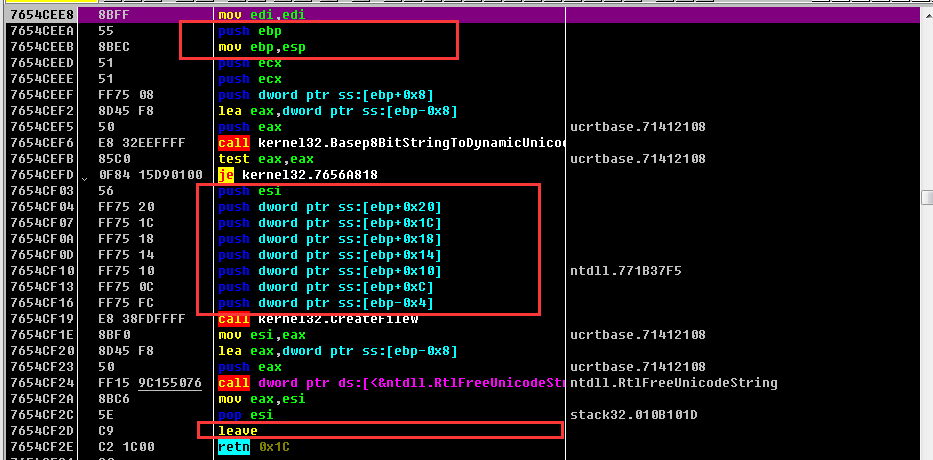 7654CEE8 8BFF mov edi,edi
7654CEEA 55 push ebp
7654CEEB 8BEC mov ebp,esp
7654CEED 51 push ecx
7654CEEE 51 push ecx
7654CEEF FF75 08 push dword ptr ss:[ebp+0x8]
7654CEF2 8D45 F8 lea eax,dword ptr ss:[ebp-0x8]
7654CEF5 50 push eax ucrtbase.71412108
7654CEF6 E8 32EEFFFF call kernel32.Basep8BitStringToDynamicUnicod
7654CEFB 85C0 test eax,eax ucrtbase.71412108
7654CEFD 0F84 15D90100 je kernel32.7656A818
7654CF03 56 push esi
7654CF04 FF75 20 push dword ptr ss:[ebp+0x20]
7654CF07 FF75 1C push dword ptr ss:[ebp+0x1C]
7654CF0A FF75 18 push dword ptr ss:[ebp+0x18]
7654CF0D FF75 14 push dword ptr ss:[ebp+0x14]
7654CF10 FF75 10 push dword ptr ss:[ebp+0x10] ntdll.771B37F5
7654CF13 FF75 0C push dword ptr ss:[ebp+0xC]
7654CF16 FF75 FC push dword ptr ss:[ebp-0x4]
7654CF19 E8 38FDFFFF call kernel32.CreateFileW
7654CF1E 8BF0 mov esi,eax ucrtbase.71412108
7654CF20 8D45 F8 lea eax,dword ptr ss:[ebp-0x8]
7654CF23 50 push eax ucrtbase.71412108
7654CF24 FF15 9C155076 call dword ptr ds:[<&ntdll.RtlFreeUnicodeStr ntdll.RtlFreeUnicodeString
7654CF2A 8BC6 mov eax,esi
7654CF2C 5E pop esi stack32.010B101D
7654CF2D C9 leave
7654CF2E C2 1C00 retn 0x1C